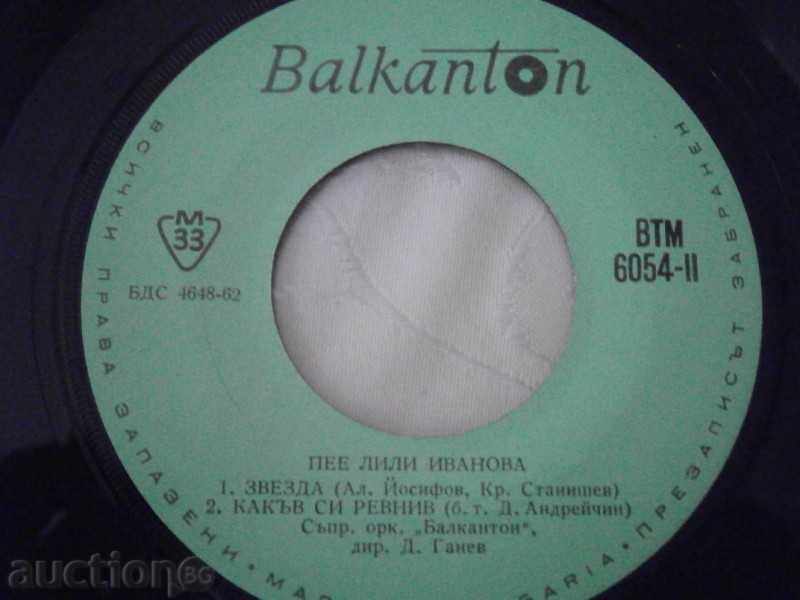 Balkanton
M
33
БДС 4648-62
ВТМ
6054-II
ПЕЕ ЛИЛИ ИВАНОВА
1. ЗВЕЗДА (Ал. Йосифов, Кр. Станишев)
2. КАКЪВ СИ РЕВНИВ (б. т. Д. Андрейчин)
Съпр. орк. „Балкантон",
дир. Д. Ганев
ВСИЧКИ ПРАВА ЗАПАЗЕНИ
ПРЕЗАПИСЪТ ЗАБРАНЕН
auction.BG